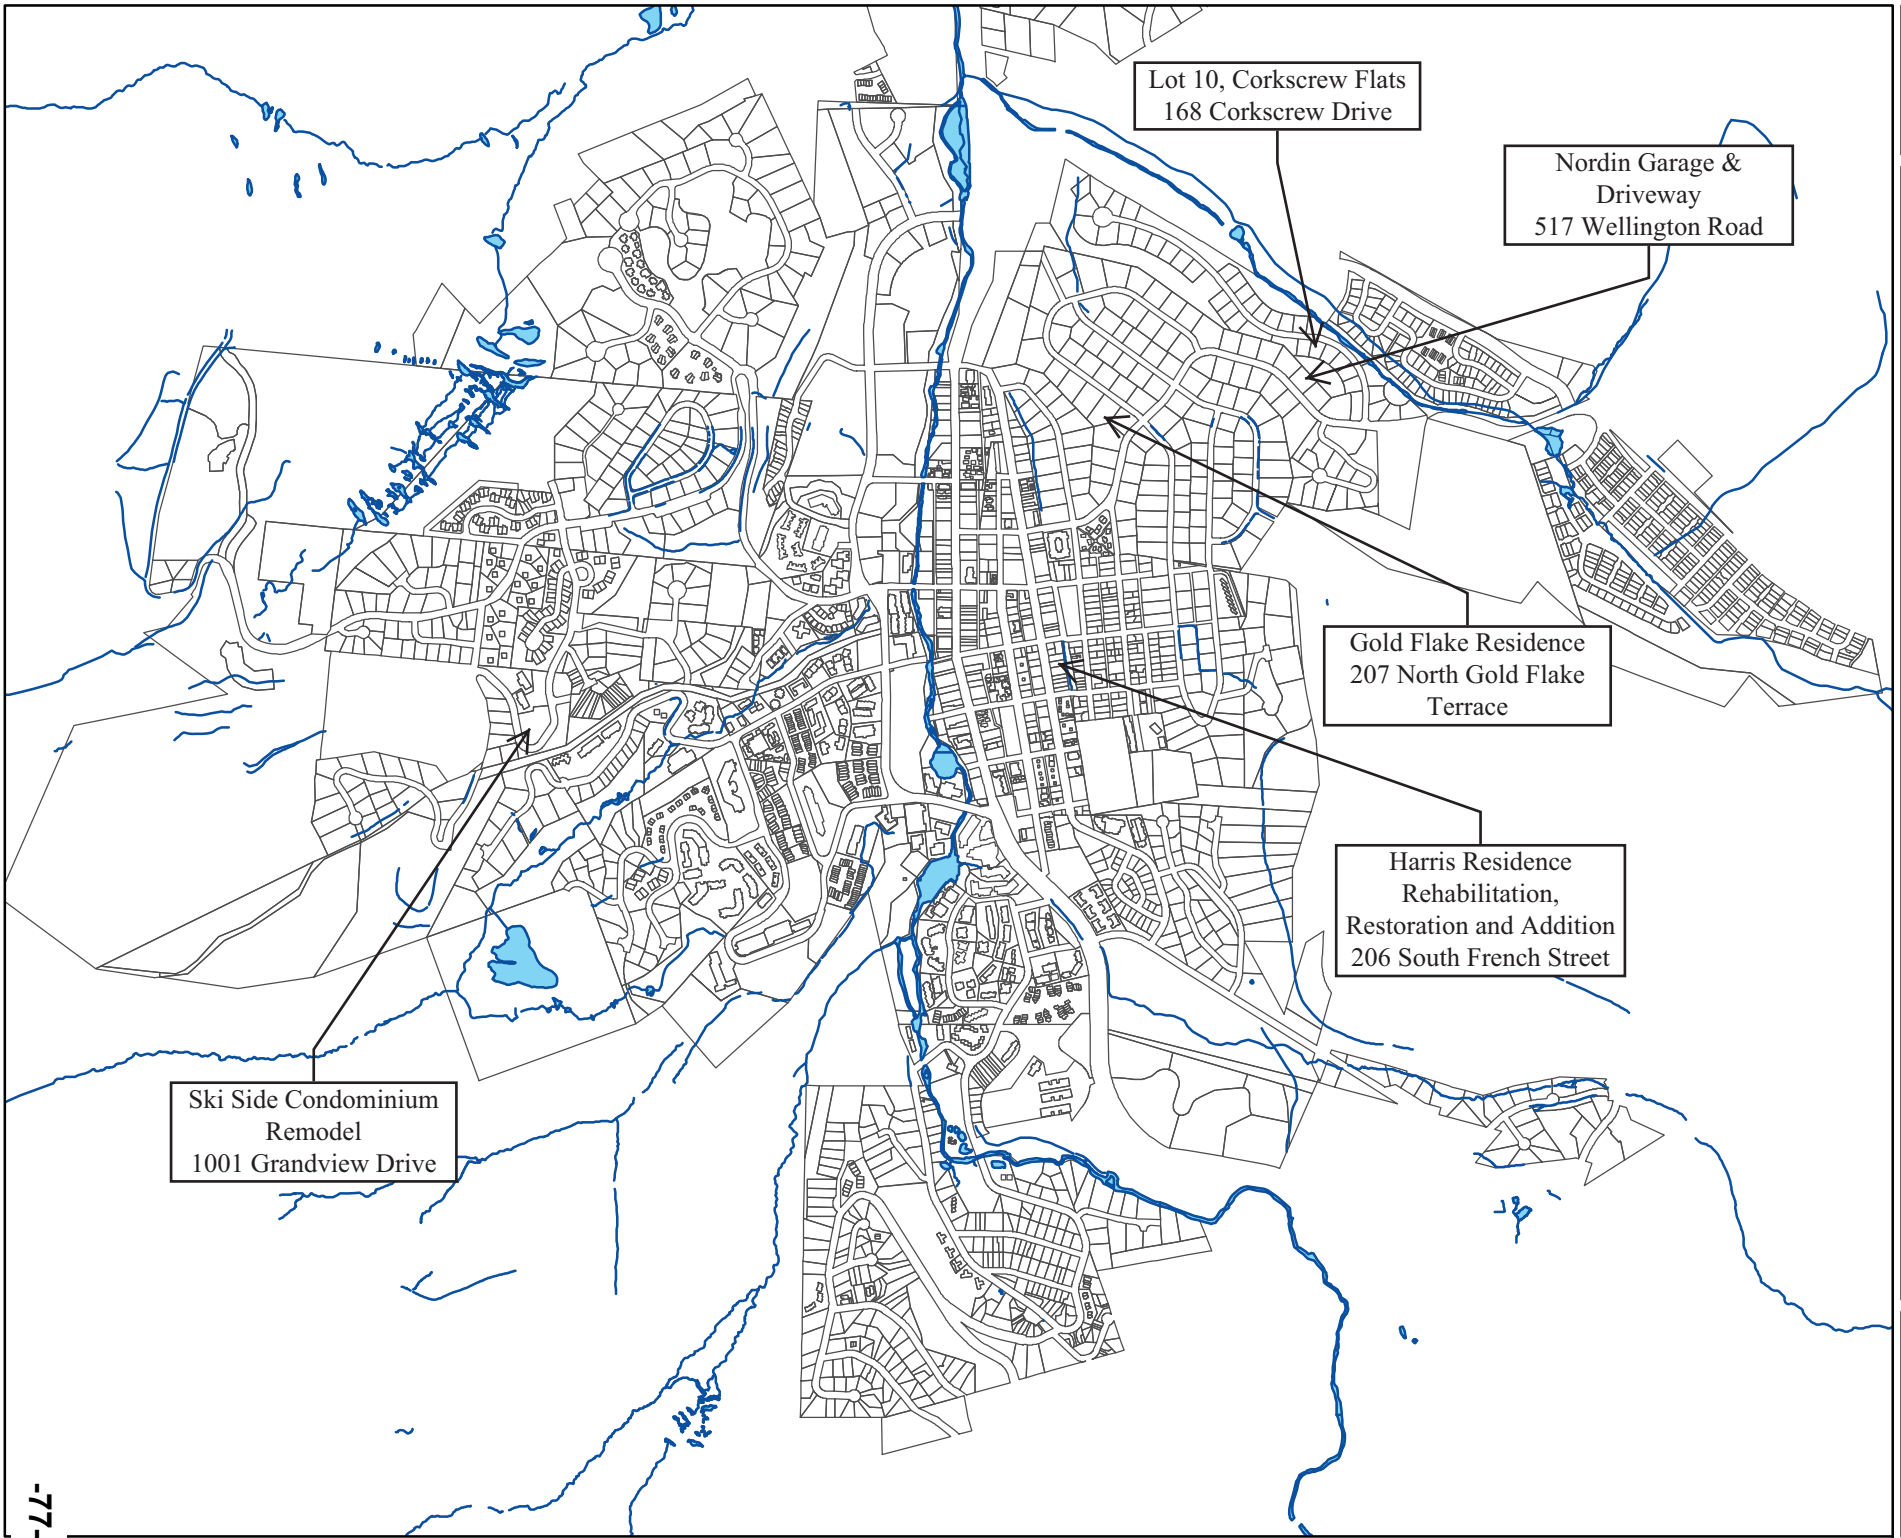 Lot 10, Corkscrew Flats
168 Corkscrew Drive
Nordin Garage &
Driveway
517 Wellington Road
Gold Flake Residence
207 North Gold Flake
Terrace
Harris Residence
Rehabilitation,
Restoration and Addition
206 South French Street
Ski Side Condominium
Remodel
1001 Grandview Drive
-77-